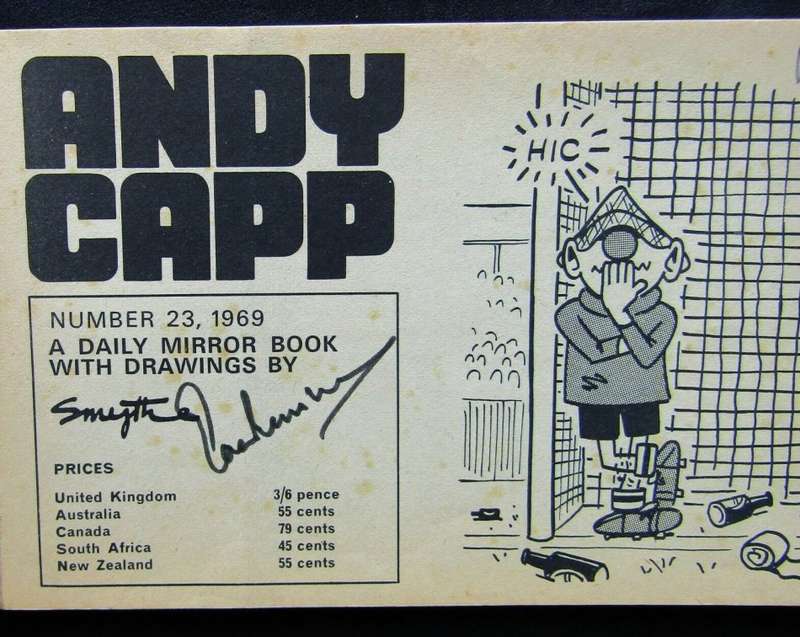 ANDY
CAPP
HIC
NUMBER 23, 1969
A DAILY MIRROR BOOK
WITH DRAWINGS BY
Smythe
PRICES
United Kingdom 3/6 pence
Australia 55 cents
Canada 79 cents
South Africa 45 cents
New Zealand 55 cents